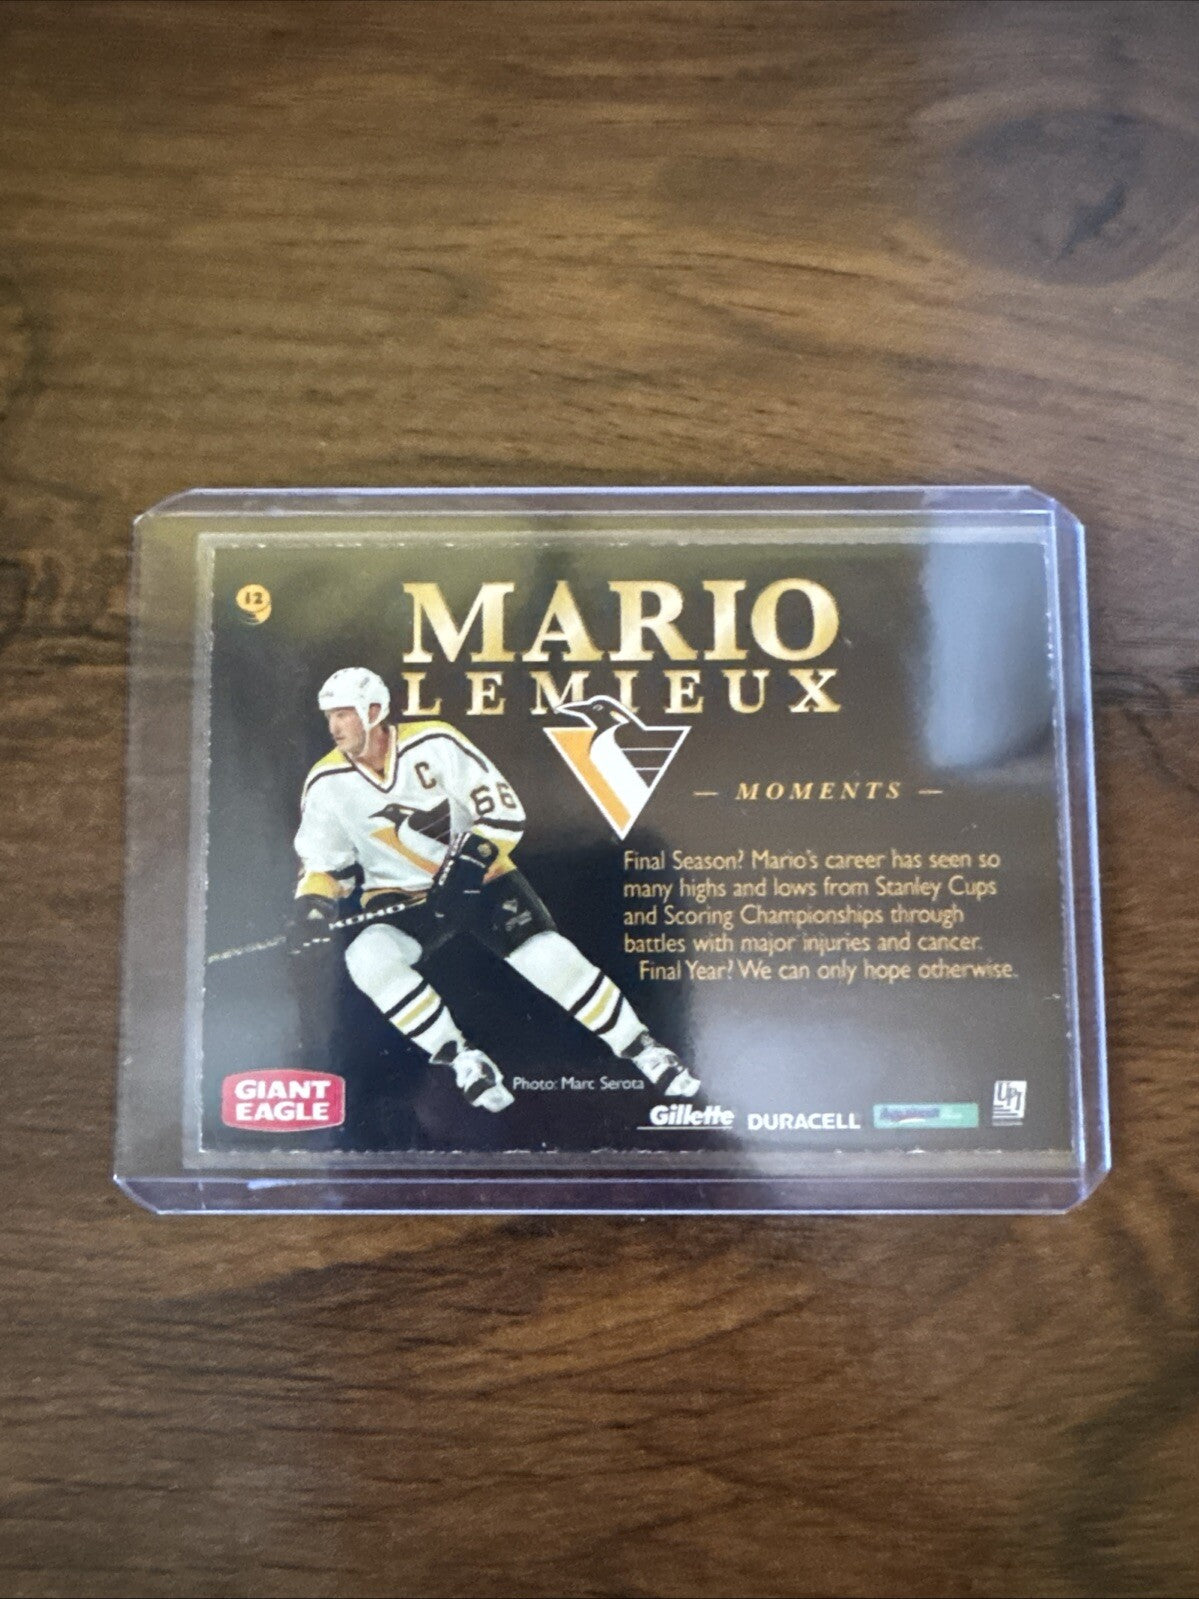 12
MARIO
LEMIEUX
— MOMENTS —
C
66
KOHO
Final Season? Mario's career has seen so
many highs and lows from Stanley Cups
and Scoring Championships through
battles with major injuries and cancer.
Final Year? We can only hope otherwise.
Photo: Marc Serota
GIANT
EAGLE
Gillette
DURACELL